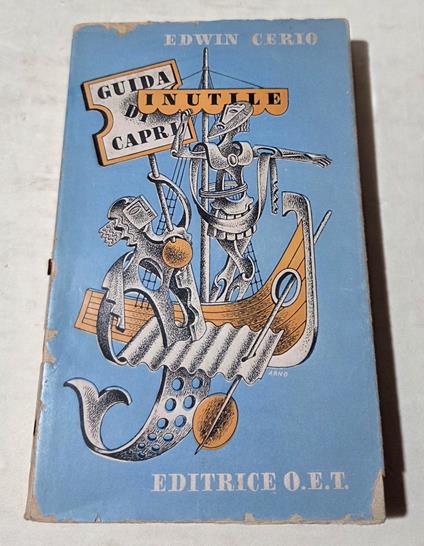 EDWIN CERIO
GUIDA
INUTILE
DI
CAPRI
ARNO
EDITRICE O.E.T.